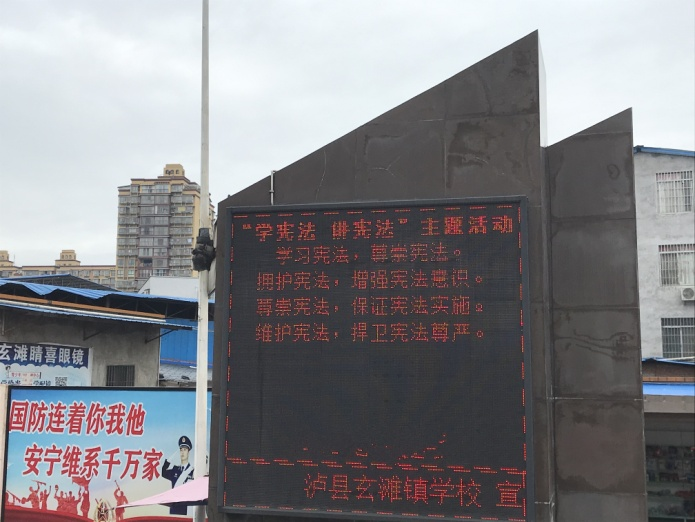 “学宪法 讲宪法”主题活动
学习宪法，尊崇宪法。
拥护宪法，增强宪法意识。
尊崇宪法，保证宪法实施。
维护宪法，捍卫宪法尊严。
泸县玄滩镇学校 宣
玄滩晴喜眼镜
国防连着你我他
安宁维系千万家